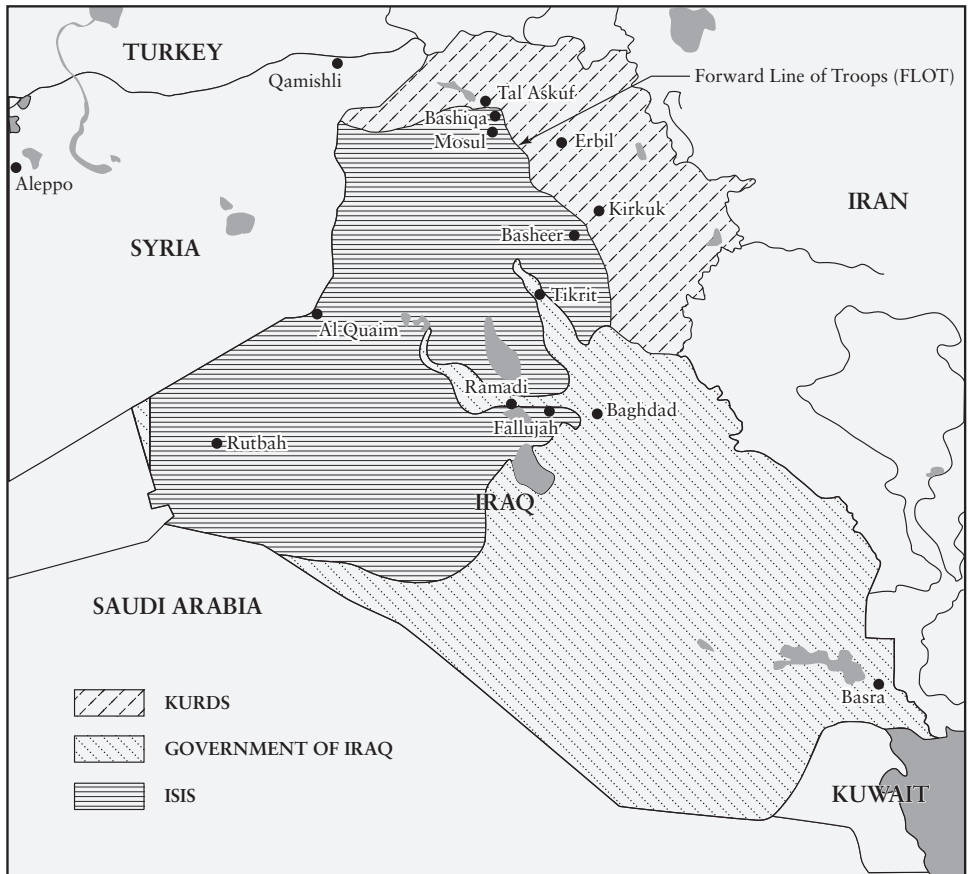 TURKEY
Qamishli
Forward Line of Troops (FLOT)
Tal Askuf
Bashiqa
Mosul
Erbil
Aleppo
IRAN
Kirkuk
Basheer
SYRIA
Tikrit
Al Quaim
Ramadi
Baghdad
Fallujah
Rutbah
IRAQ
SAUDI ARABIA
Basra
KURDS
GOVERNMENT OF IRAQ
ISIS
KUWAIT